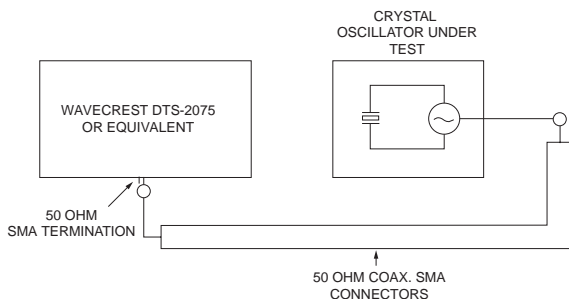 CRYSTAL
OSCILLATOR UNDER
TEST
WAVECREST DTS-2075
OR EQUIVALENT
50 OHM
SMA TERMINATION
50 OHM COAX. SMA
CONNECTORS